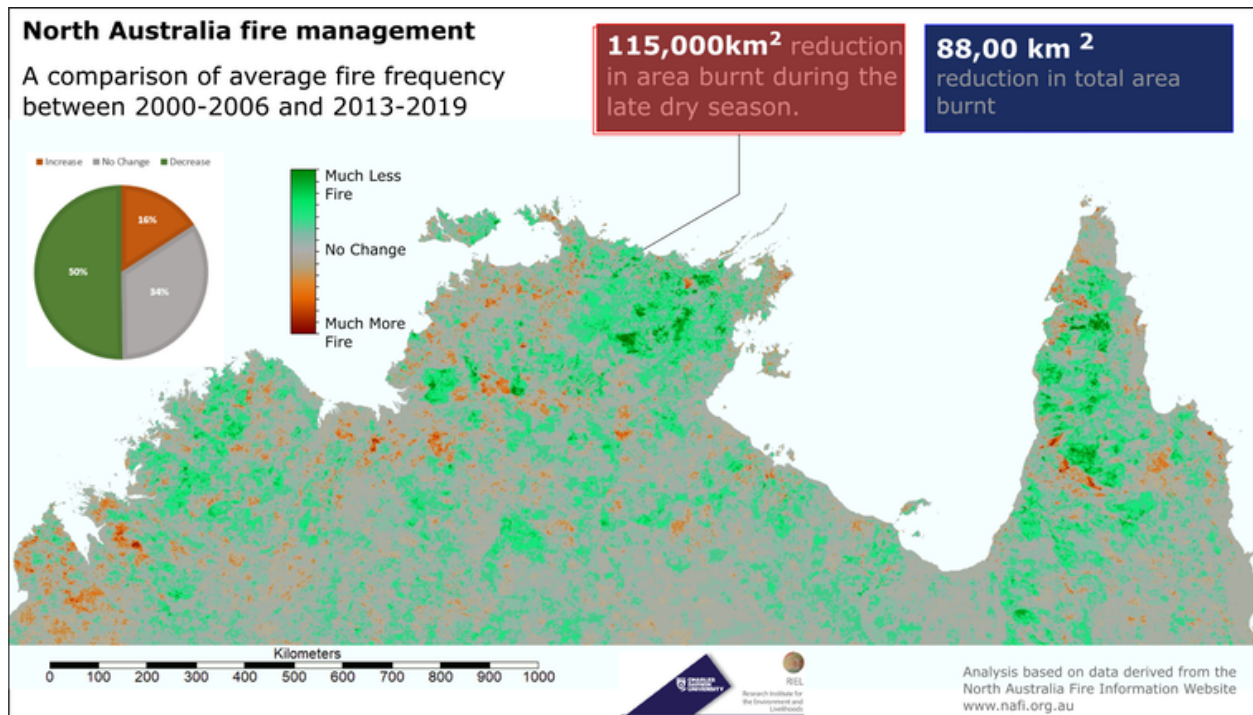 North Australia fire management
A comparison of average fire frequency
between 2000-2006 and 2013-2019
115,000km²  reduction
in area burnt during the
late dry season.
88,00 km ²
reduction in total area
burnt
Increase No Change Decrease
16%
34%
50%
Much Less
Fire
No Change
Much More
Fire
Kilometers
0 100 200 300 400 500 600 700 800 900 1000
CHARLES
DARWIN
UNIVERSITY
RIEL
Research Institute for
the Environment and
Livelihoods
Analysis based on data derived from the
North Australia Fire Information Website
www.nafi.org.au